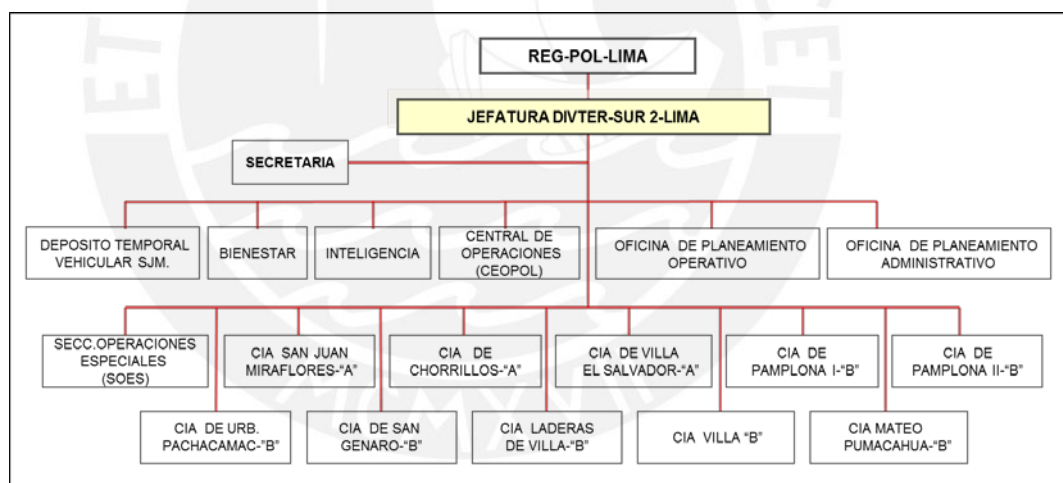 REG-POL-LIMA
JEFATURA DIVTER-SUR 2-LIMA
SECRETARIA
DEPOSITO TEMPORAL
VEHICULAR SJM.
BIENESTAR
INTELIGENCIA
CENTRAL DE
OPERACIONES
(CEOPOL)
OFICINA DE PLANEAMIENTO
OPERATIVO
OFICINA DE PLANEAMIENTO
ADMINISTRATIVO
SECC.OPERACIONES
ESPECIALES
(SOES)
CIA SAN JUAN
MIRAFLORES-“A”
CIA DE
CHORRILLOS-“A”
CIA DE VILLA
EL SALVADOR-“A”
CIA DE
PAMPLONA I-“B”
CIA DE
PAMPLONA II-“B”
CIA DE URB.
PACHACAMAC-”B”
CIA DE SAN
GENARO-“B”
CIA LADERAS
DE VILLA-“B”
CIA VILLA “B”
CIA MATEO
PUMACAHUA-“B”
ET
ET
MCMXVII